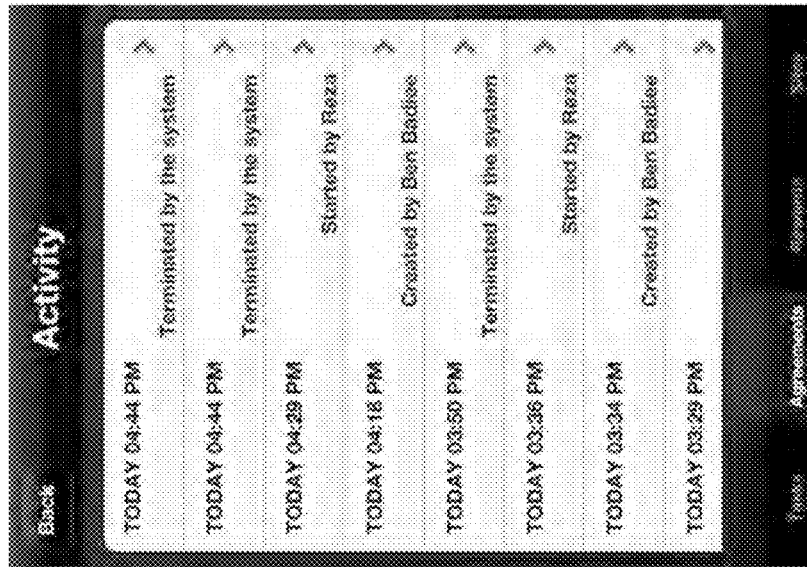 Back
Activity
TODAY 04:44 PM
Terminated by the system
TODAY 04:44 PM
Terminated by the system
TODAY 04:29 PM
Started by Reza
TODAY 04:18 PM
Created by Ben Badiee
TODAY 03:50 PM
Terminated by the system
TODAY 03:36 PM
Started by Reza
TODAY 03:34 PM
Created by Ben Badiee
TODAY 03:29 PM
Agreements